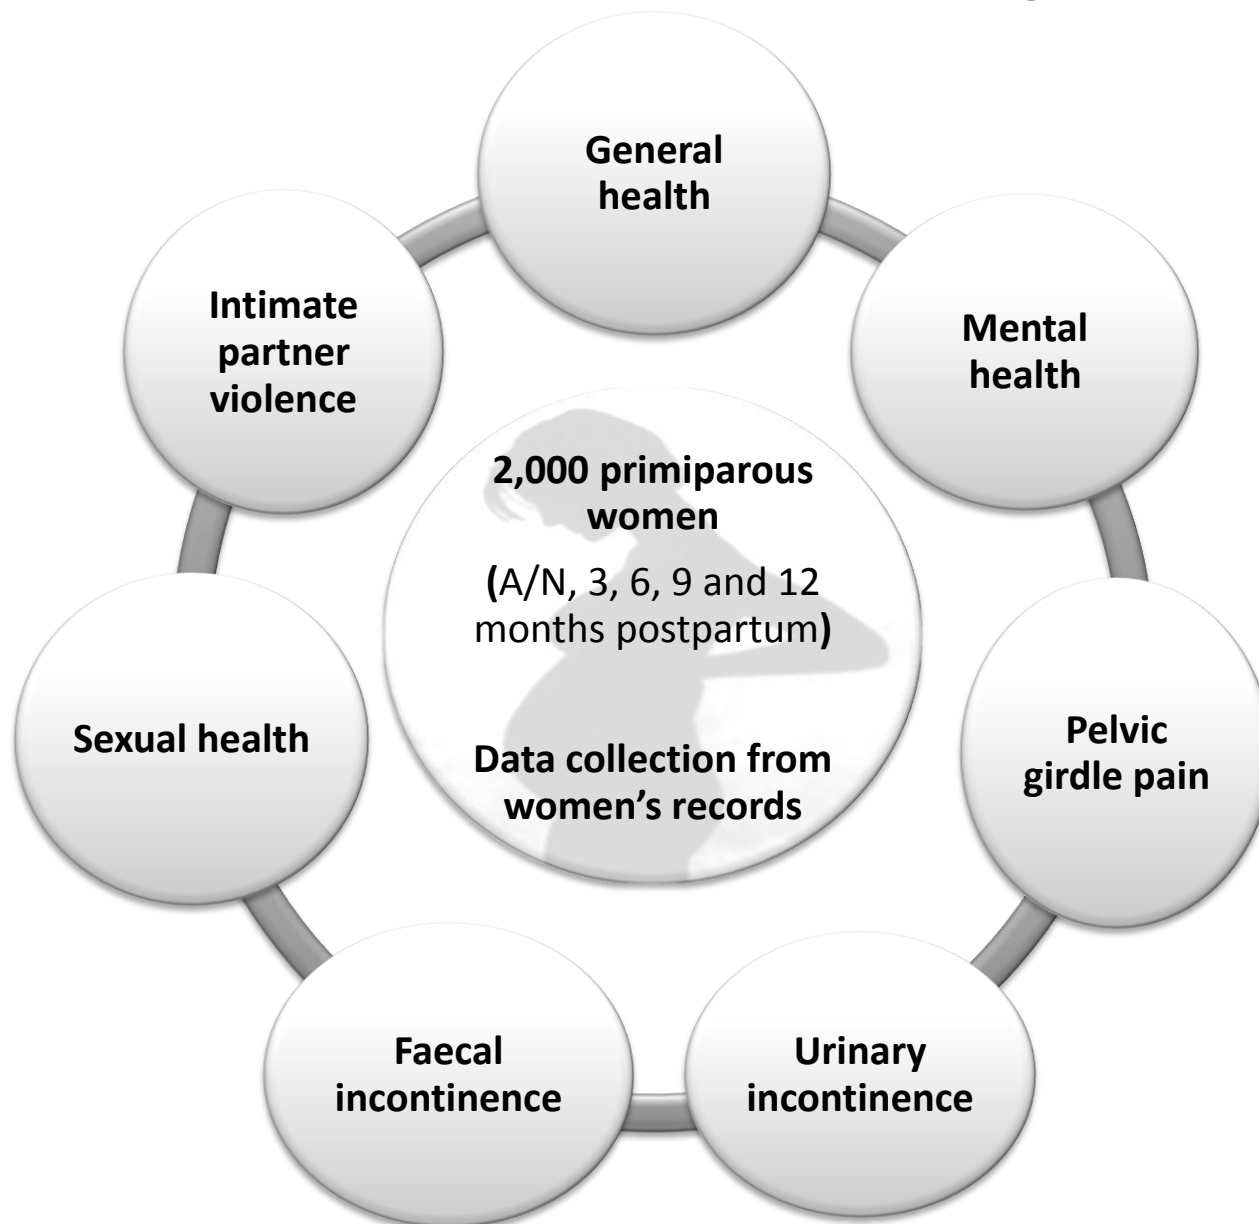 General
health
Intimate
partner
violence
Mental
health
2,000 primiparous
women
(A/N, 3, 6, 9 and 12
months postpartum)
Data collection from
women’s records
Sexual health
Pelvic
girdle pain
Faecal
incontinence
Urinary
incontinence